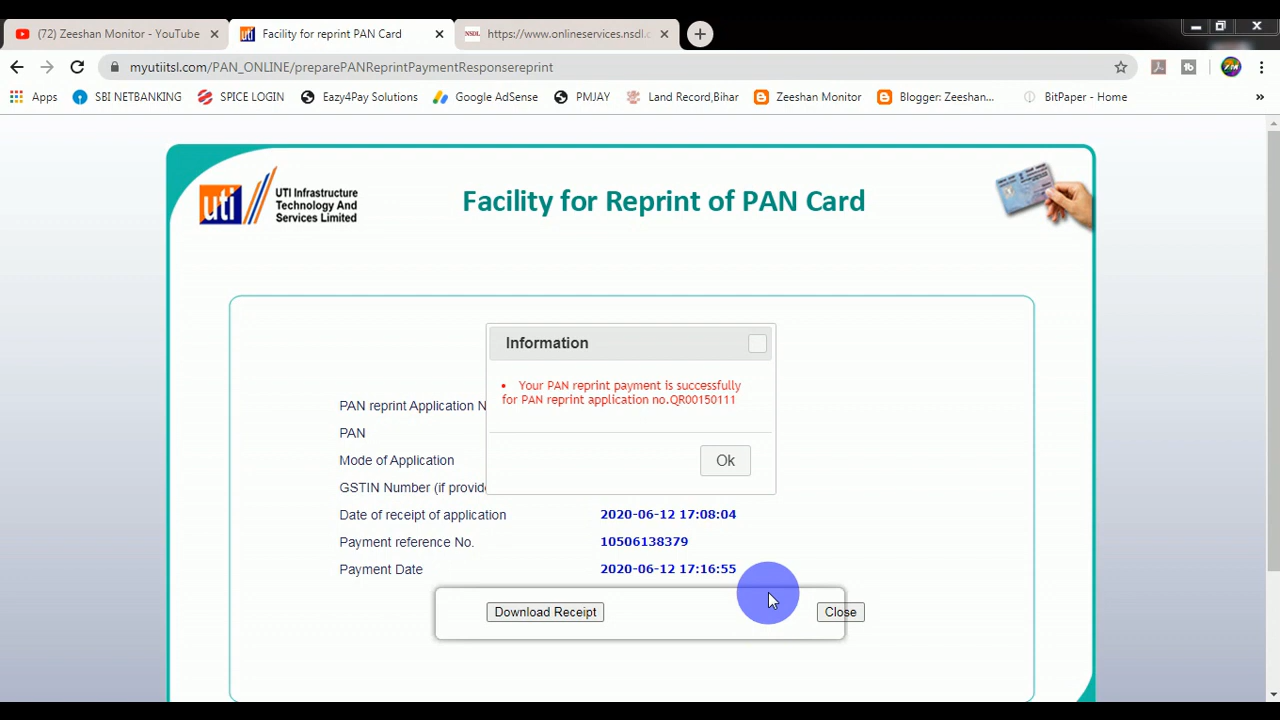 (72) Zeeshan Monitor - YouTube
Facility for reprint PAN Card
NSDL https://www.onlineservices.nsdl.c
myutiitsl.com/PAN_ONLINE/preparePANReprintPaymentResponsereprint
Apps SBI NETBANKING SPICE LOGIN Eazy4Pay Solutions Google AdSense PMJAY Land Record,Bihar Zeeshan Monitor Blogger: Zeeshan... BitPaper - Home »
uti UTI Infrastructure
Technology And
Services Limited
Facility for Reprint of PAN Card
Information
• Your PAN reprint payment is successfully
for PAN reprint application no.QR00150111
Ok
PAN reprint Application N
PAN
Mode of Application
GSTIN Number (if provide
Date of receipt of application 2020-06-12 17:08:04
Payment reference No. 10506138379
Payment Date 2020-06-12 17:16:55
Download Receipt Close